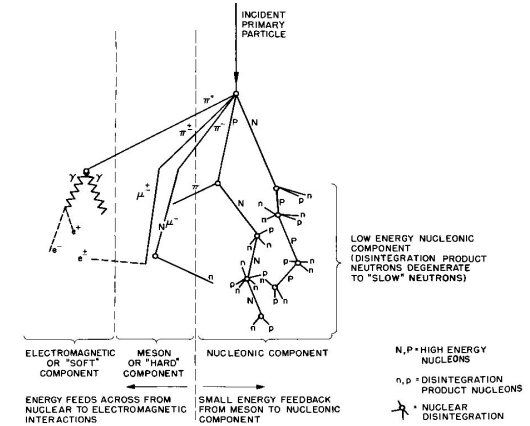 INCIDENT
PRIMARY
PARTICLE
π°
π±
π-
P
N
γ
γ
μ±
π
N
μ-
e+
e-
e±
n
N
n
p
n
p
P
n
p
n
p
N
n
p
n
p
P
n
p
n
N
n
p
LOW ENERGY NUCLEONIC
COMPONENT
(DISINTEGRATION PRODUCT
NEUTRONS DEGENERATE
TO "SLOW" NEUTRONS)
ELECTROMAGNETIC
OR "SOFT"
COMPONENT
MESON
OR "HARD"
COMPONENT
NUCLEONIC COMPONENT
ENERGY FEEDS ACROSS FROM
NUCLEAR TO ELECTROMAGNETIC
INTERACTIONS
SMALL ENERGY FEEDBACK
FROM MESON TO NUCLEONIC
COMPONENT
N,P = HIGH ENERGY
NUCLEONS
n,p = DISINTEGRATION
PRODUCT NUCLEONS
= NUCLEAR
DISINTEGRATION